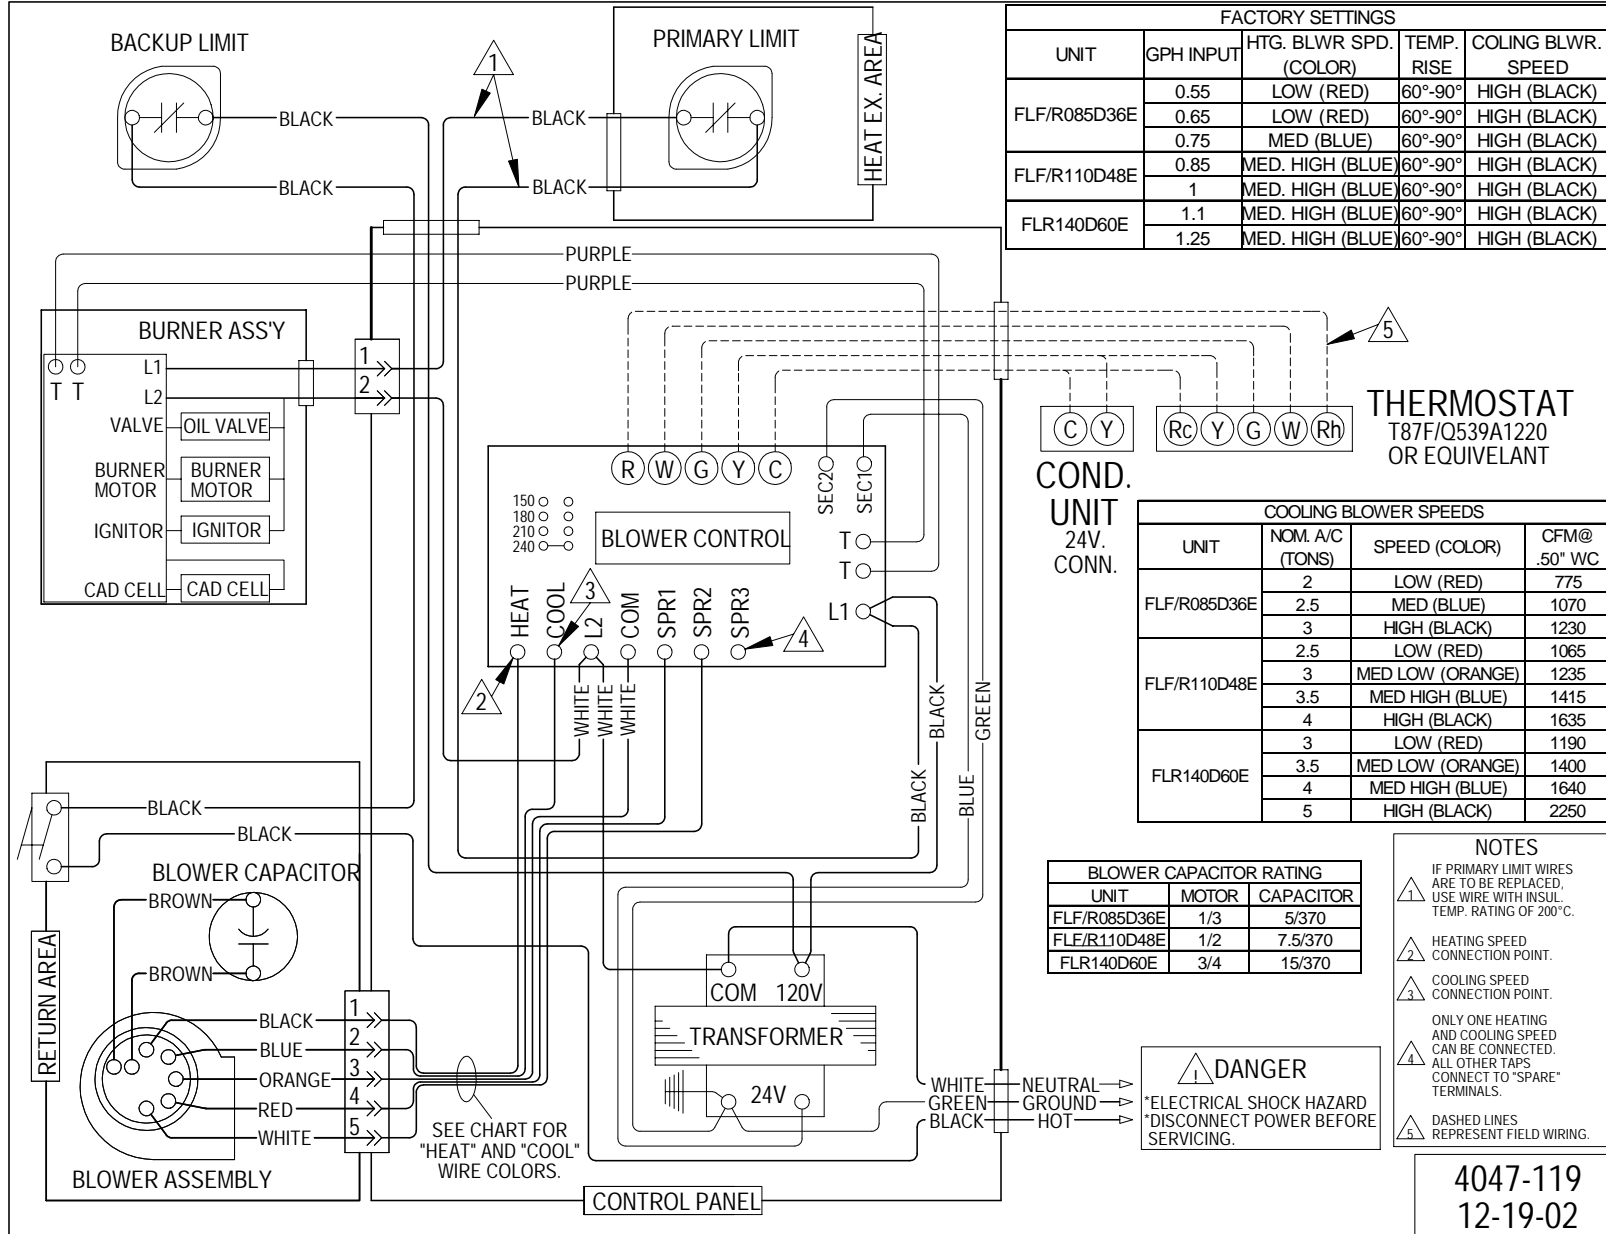 BACKUP LIMIT
PRIMARY LIMIT
HEAT EX. AREA
1
BLACK
BLACK
BLACK
BLACK
FACTORY SETTINGS
UNIT GPH INPUT HTG. BLWR SPD. (COLOR) TEMP. RISE COLING BLWR. SPEED
FLF/R085D36E 0.55 LOW (RED) 60°-90° HIGH (BLACK)
0.65 LOW (RED) 60°-90° HIGH (BLACK)
0.75 MED (BLUE) 60°-90° HIGH (BLACK)
FLF/R110D48E 0.85 MED. HIGH (BLUE) 60°-90° HIGH (BLACK)
1 MED. HIGH (BLUE) 60°-90° HIGH (BLACK)
FLR140D60E 1.1 MED. HIGH (BLUE) 60°-90° HIGH (BLACK)
1.25 MED. HIGH (BLUE) 60°-90° HIGH (BLACK)
PURPLE
PURPLE
BURNER ASS'Y
T T
L1
L2
VALVE OIL VALVE
BURNER MOTOR BURNER MOTOR
IGNITOR IGNITOR
CAD CELL CAD CELL
1
2
5
C Y
Rc Y G W Rh
THERMOSTAT
T87F/Q539A1220
OR EQUIVELANT
COND.
UNIT
24V.
CONN.
R W G Y C
SEC2
SEC1
150
180
210
240
BLOWER CONTROL
T
T
L1
HEAT
COOL
L2
COM
SPR1
SPR2
SPR3
2
3
4
WHITE
WHITE
WHITE
BLACK
BLACK
BLUE
GREEN
COOLING BLOWER SPEEDS
UNIT NOM. A/C (TONS) SPEED (COLOR) CFM@ .50" WC
FLF/R085D36E 2 LOW (RED) 775
2.5 MED (BLUE) 1070
3 HIGH (BLACK) 1230
FLF/R110D48E 2.5 LOW (RED) 1065
3 MED LOW (ORANGE) 1235
3.5 MED HIGH (BLUE) 1415
4 HIGH (BLACK) 1635
FLR140D60E 3 LOW (RED) 1190
3.5 MED LOW (ORANGE) 1400
4 MED HIGH (BLUE) 1640
5 HIGH (BLACK) 2250
BLACK
BLACK
BLOWER CAPACITOR
BROWN
BROWN
RETURN AREA
BLACK 1
BLUE 2
ORANGE 3
RED 4
WHITE 5
BLOWER ASSEMBLY
SEE CHART FOR
"HEAT" AND "COOL"
WIRE COLORS.
COM 120V
TRANSFORMER
24V
CONTROL PANEL
WHITE NEUTRAL
GREEN GROUND
BLACK HOT
BLOWER CAPACITOR RATING
UNIT MOTOR CAPACITOR
FLF/R085D36E 1/3 5/370
FLF/R110D48E 1/2 7.5/370
FLR140D60E 3/4 15/370
! DANGER
*ELECTRICAL SHOCK HAZARD
*DISCONNECT POWER BEFORE
SERVICING.
NOTES
1 IF PRIMARY LIMIT WIRES
ARE TO BE REPLACED,
USE WIRE WITH INSUL.
TEMP. RATING OF 200°C.
2 HEATING SPEED
CONNECTION POINT.
3 COOLING SPEED
CONNECTION POINT.
4 ONLY ONE HEATING
AND COOLING SPEED
CAN BE CONNECTED.
ALL OTHER TAPS
CONNECT TO "SPARE"
TERMINALS.
5 DASHED LINES
REPRESENT FIELD WIRING.
4047-119
12-19-02